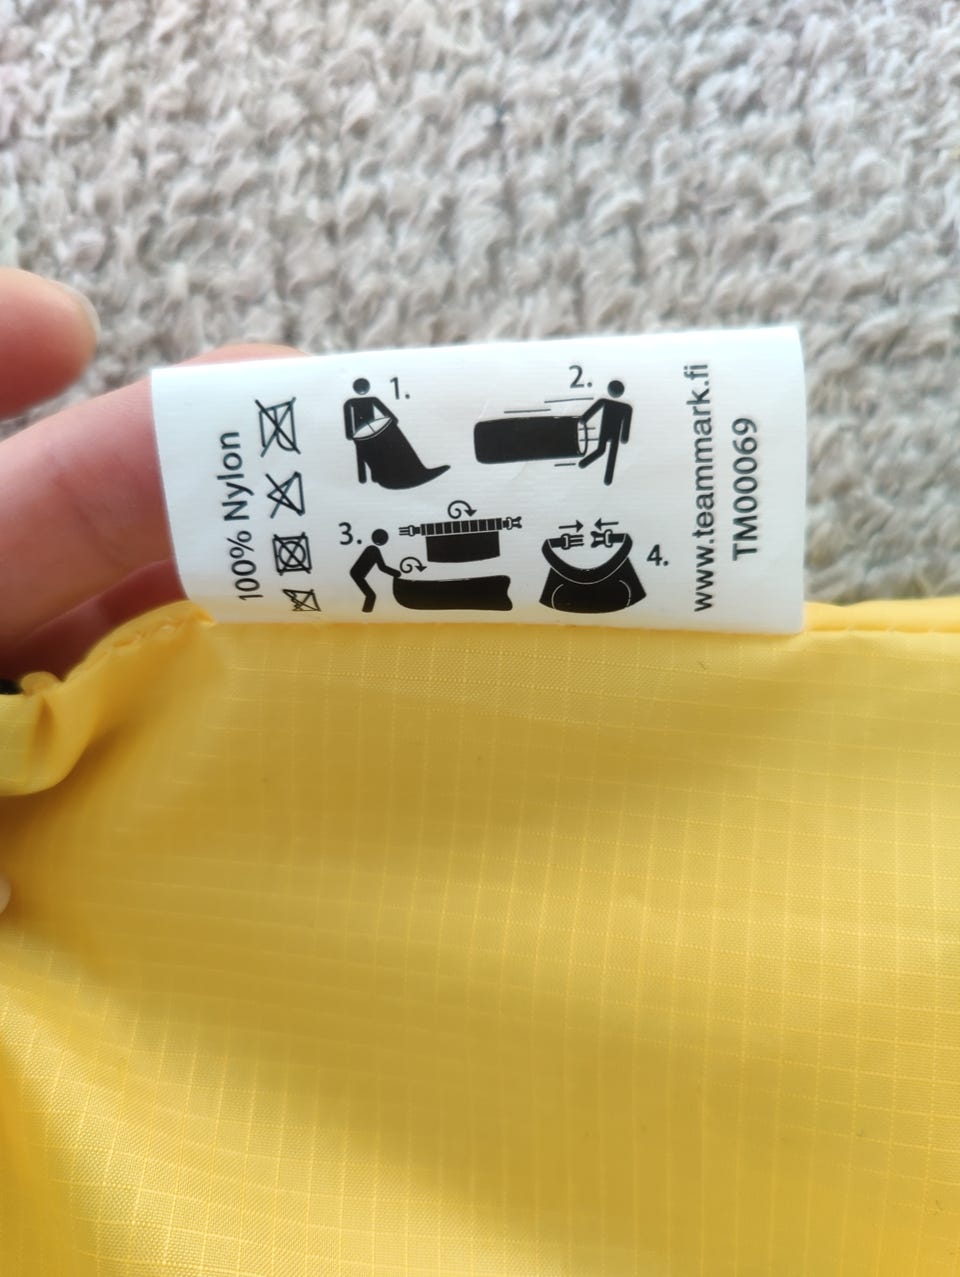 100% Nylon
1.
2.
3.
4.
www.teammark.fi
TM00069